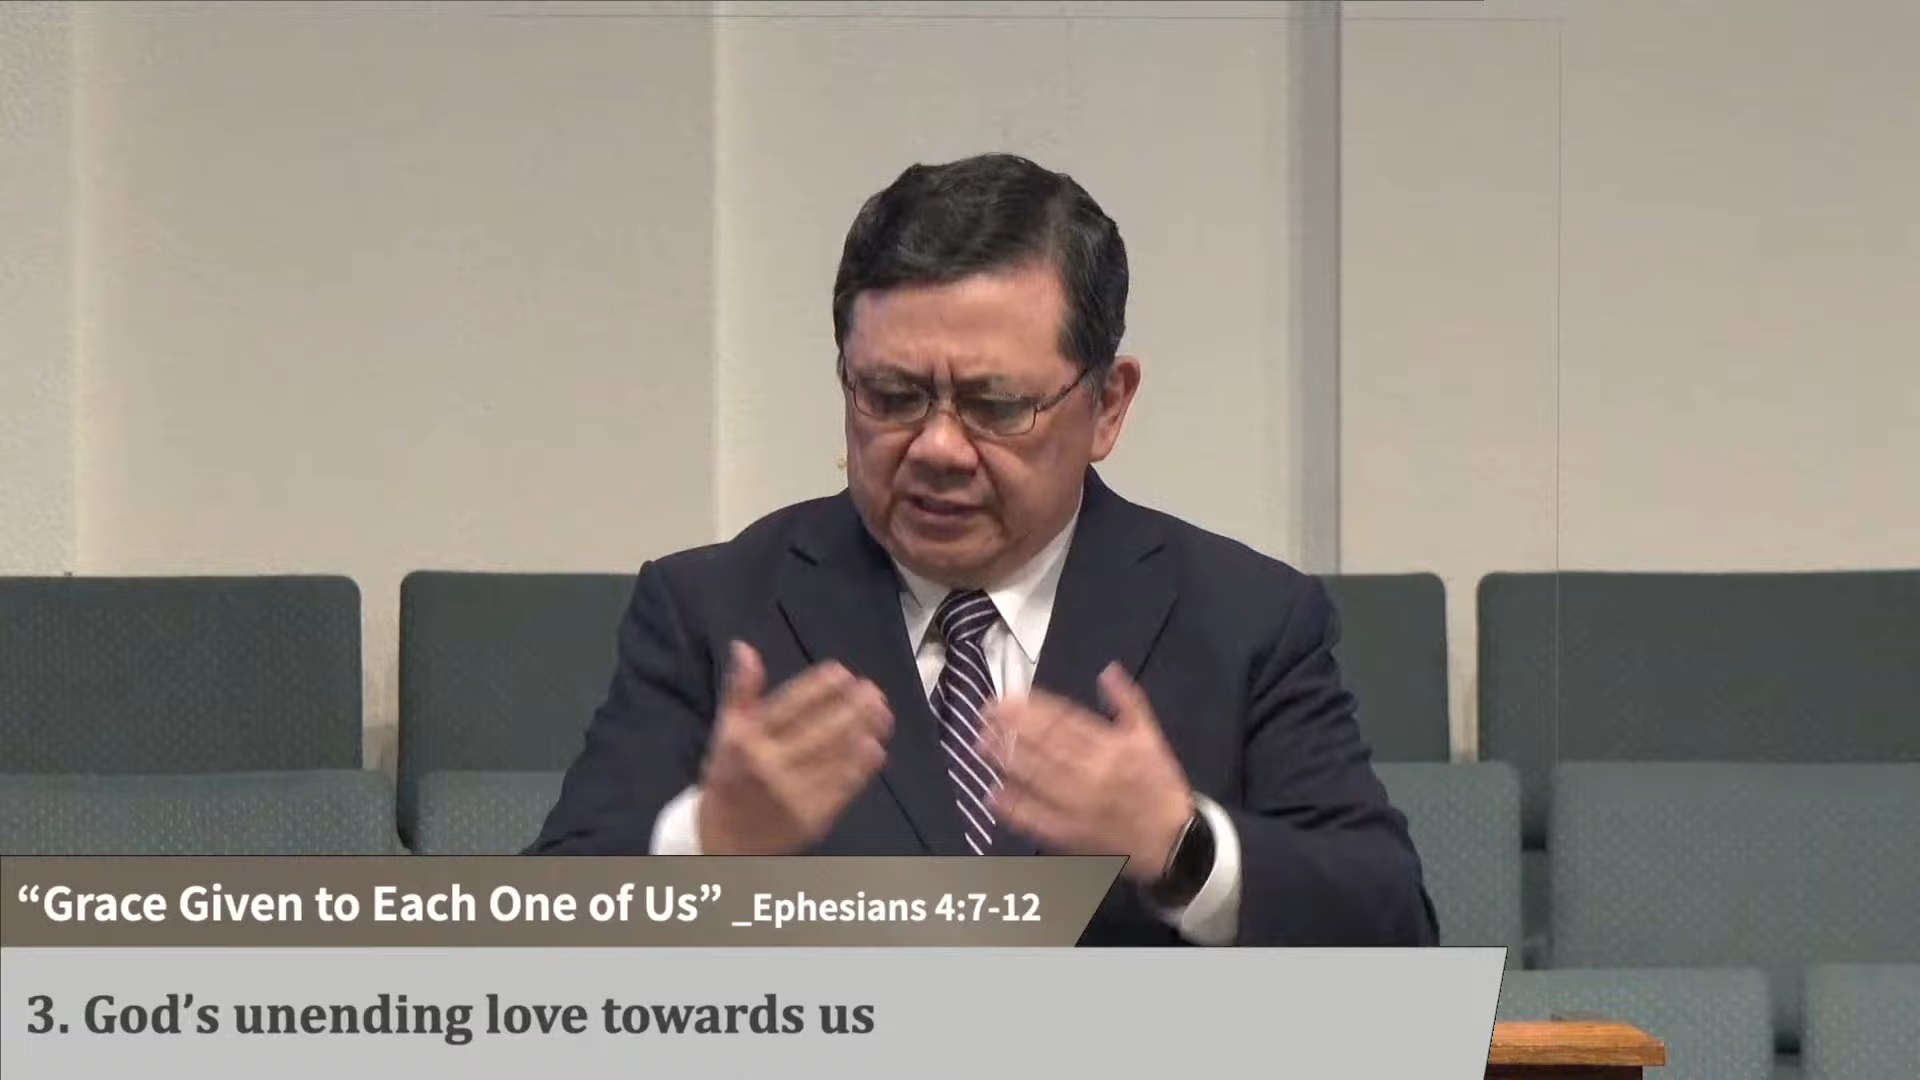 “Grace Given to Each One of Us” _Ephesians 4:7-12
3. God’s unending love towards us